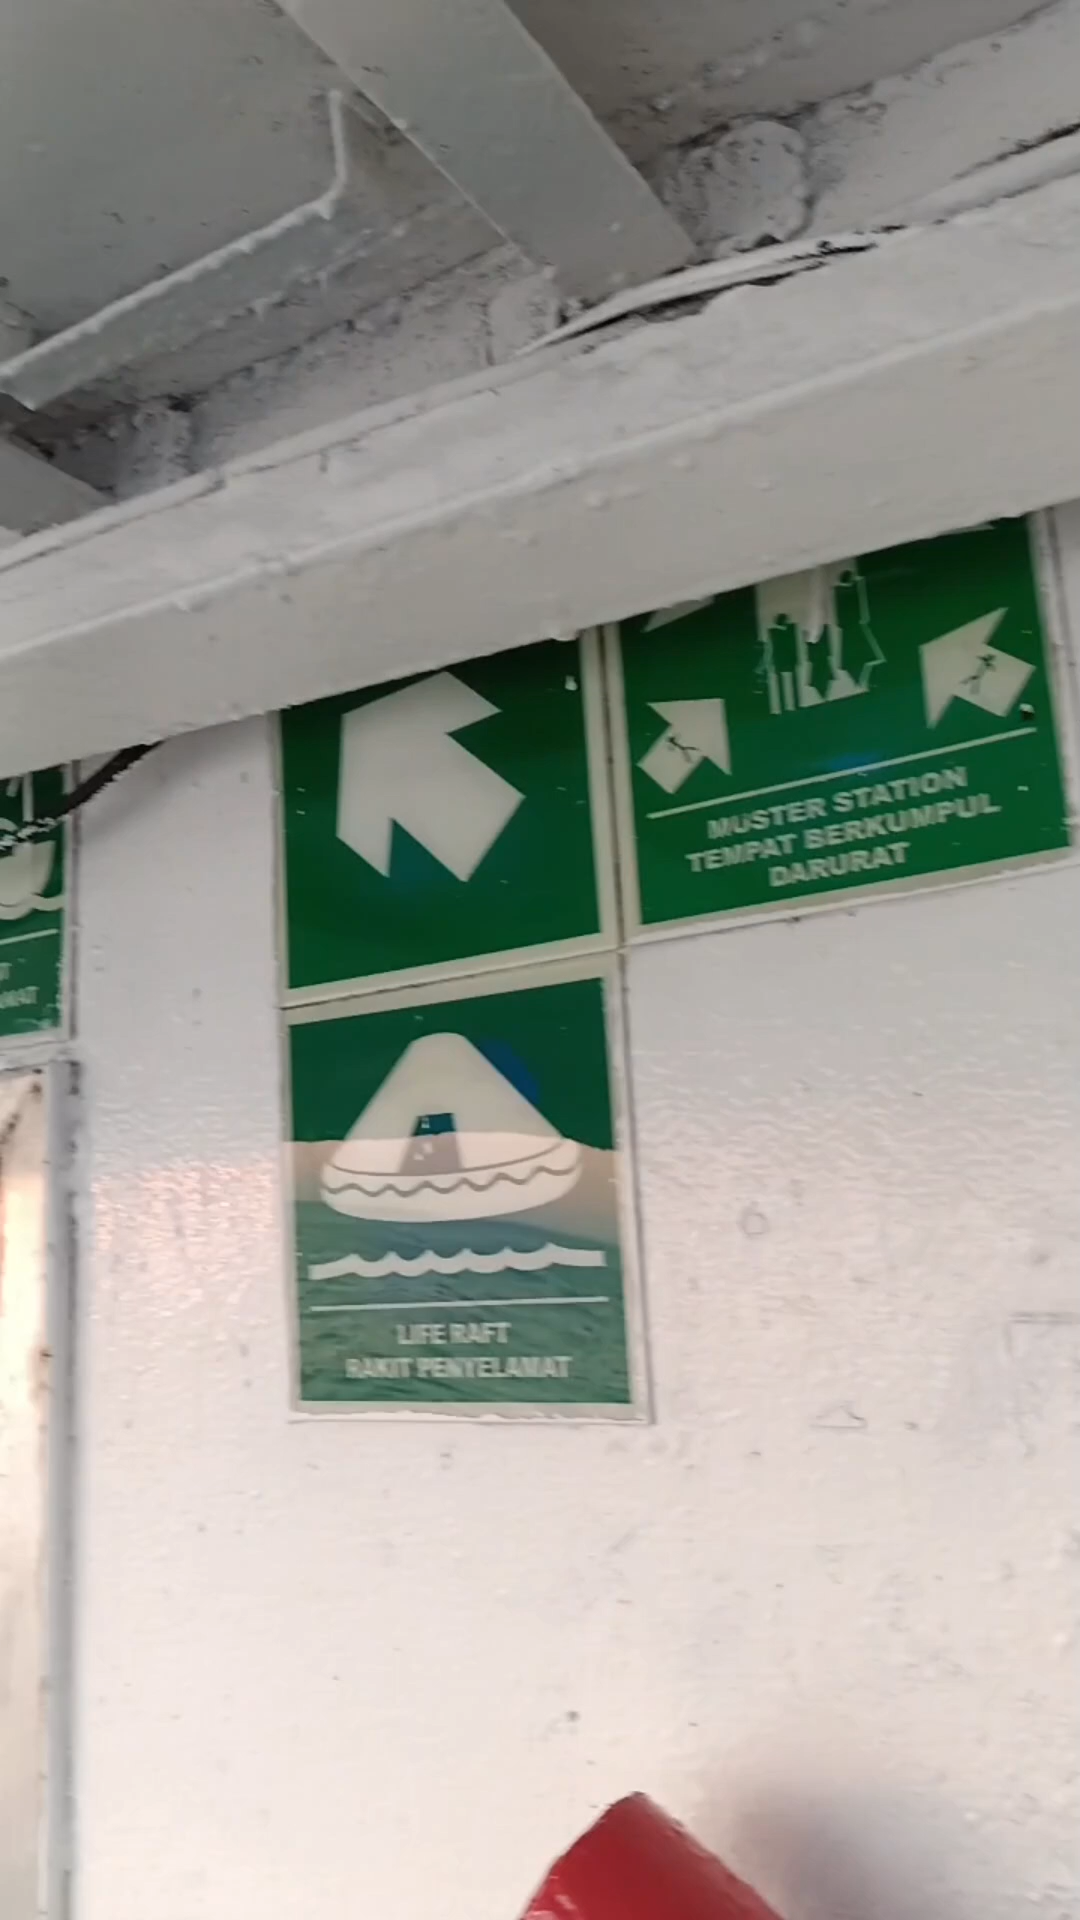 MUSTER STATION
TEMPAT BERKUMPUL
DARURAT
LIFE RAFT
RAKIT PENYELAMAT